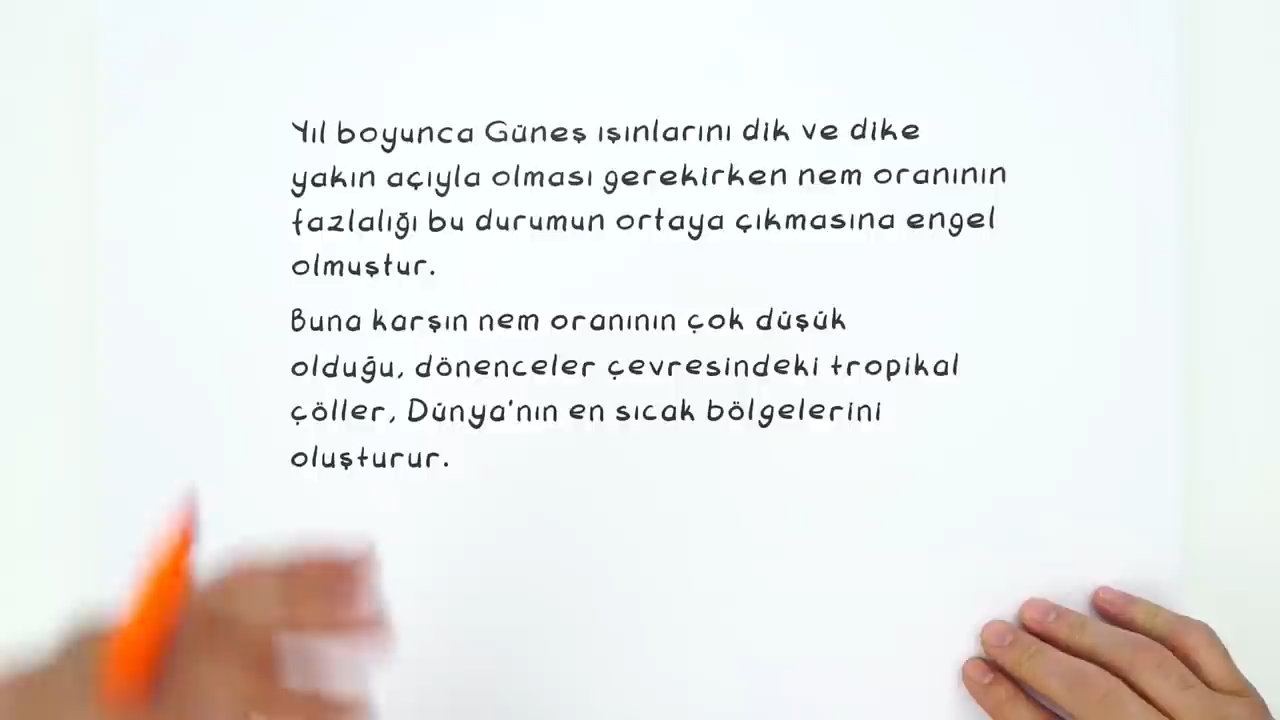 Yıl boyunca Güneş ışınlarını dik ve dike
yakın açıyla olması gerekirken nem oranının
fazlalığı bu durumun ortaya çıkmasına engel
olmuştur.
Buna karşın nem oranının çok düşük
olduğu, dönenceler çevresindeki tropikal
çöller, Dünya'nın en sıcak bölgelerini
oluşturur.